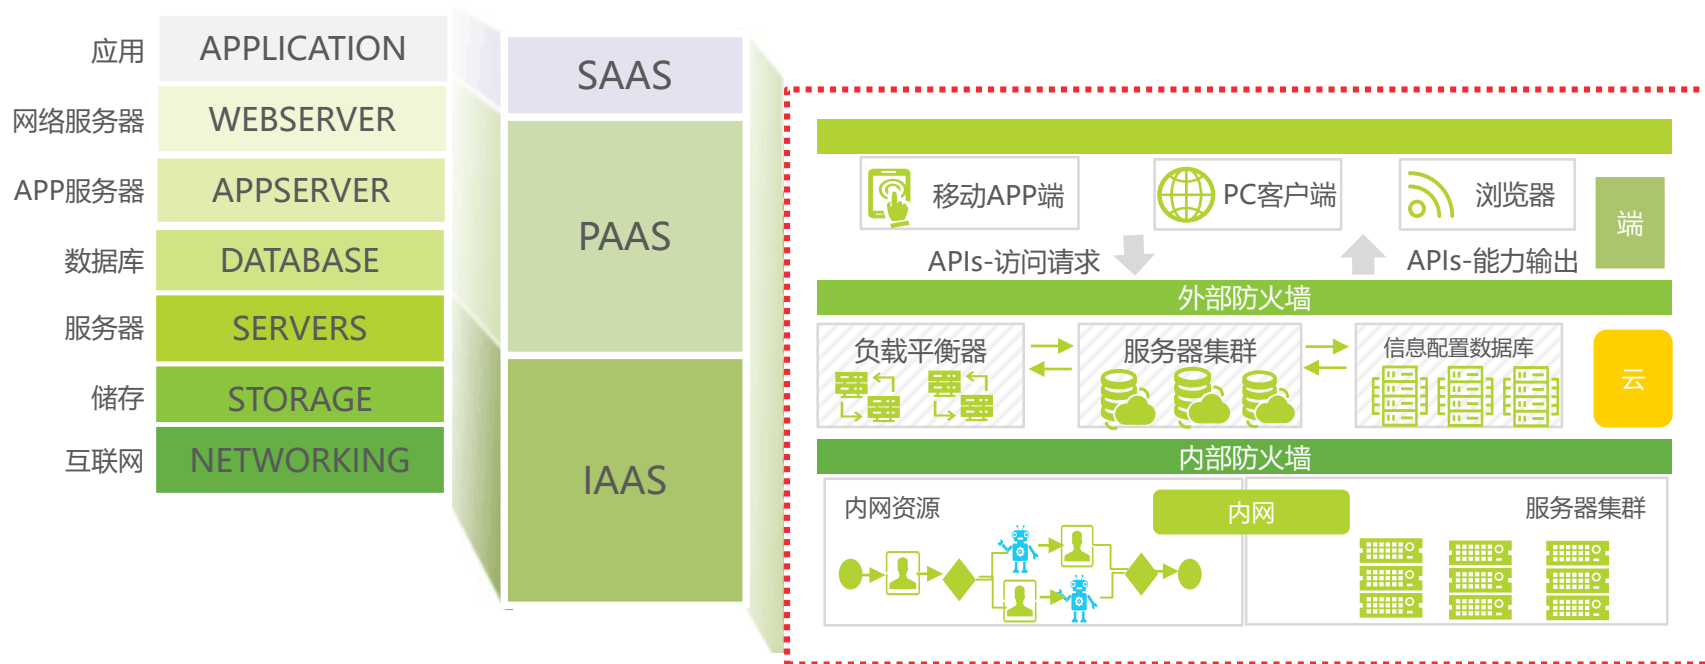 应用
APPLICATION
网络服务器
WEBSERVER
APP服务器
APPSERVER
数据库
DATABASE
服务器
SERVERS
储存
STORAGE
互联网
NETWORKING
SAAS
PAAS
IAAS
移动APP端
PC客户端
浏览器
端
APIs-访问请求
APIs-能力输出
外部防火墙
负载平衡器
服务器集群
信息配置数据库
云
内部防火墙
内网资源
内网
服务器集群